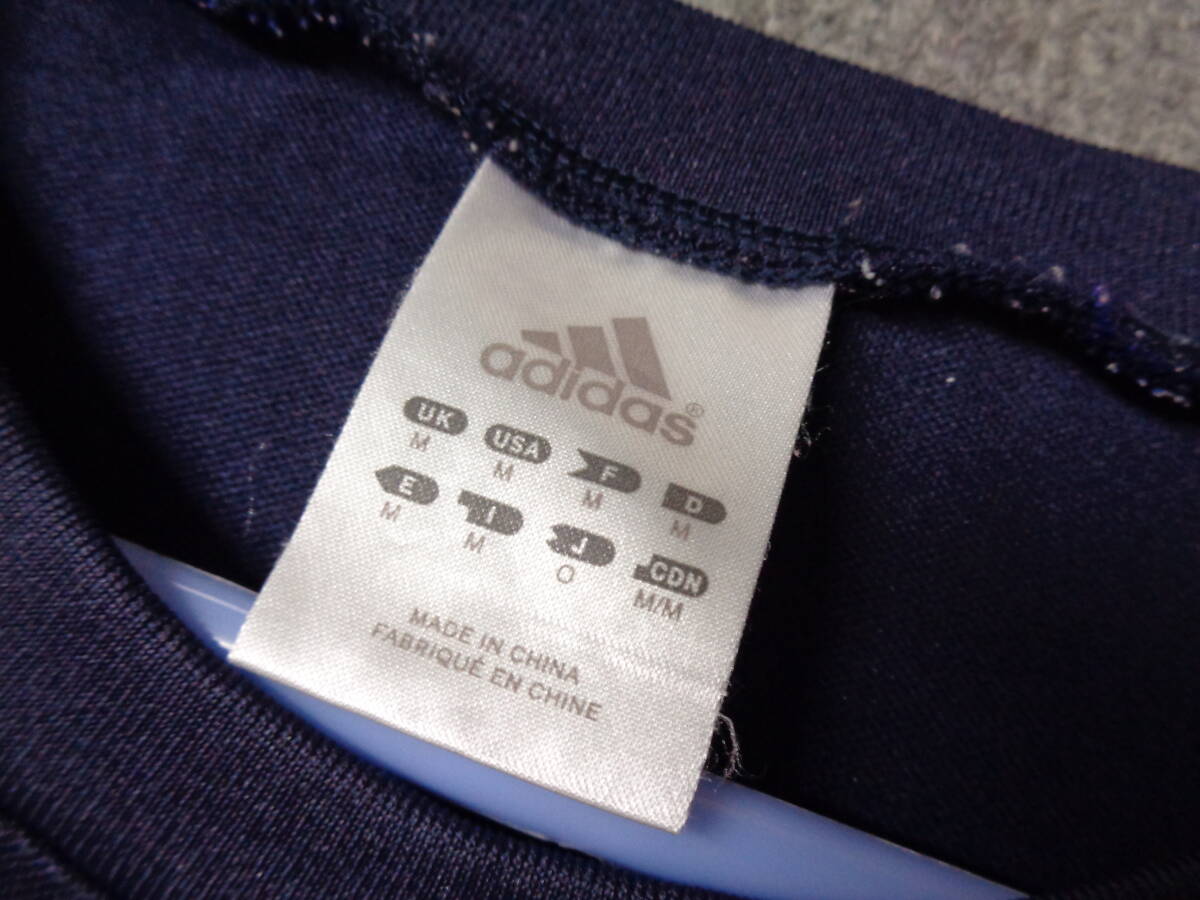 adidas®
UK USA F D
M M M M
E I J CDN
M M O M/M
MADE IN CHINA
FABRIQUÉ EN CHINE